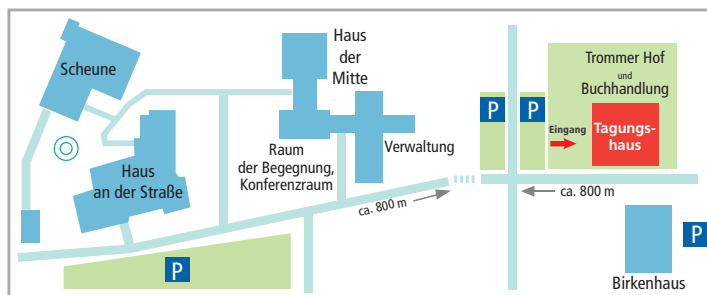 Scheune
Haus
der
Mitte
Trommer Hof
und
Buchhandlung
P
P
Eingang
Tagungs-
haus
Haus
an der Straße
Raum
der Begegnung,
Konferenzraum
Verwaltung
ca. 800 m
ca. 800 m
P
P
Birkenhaus